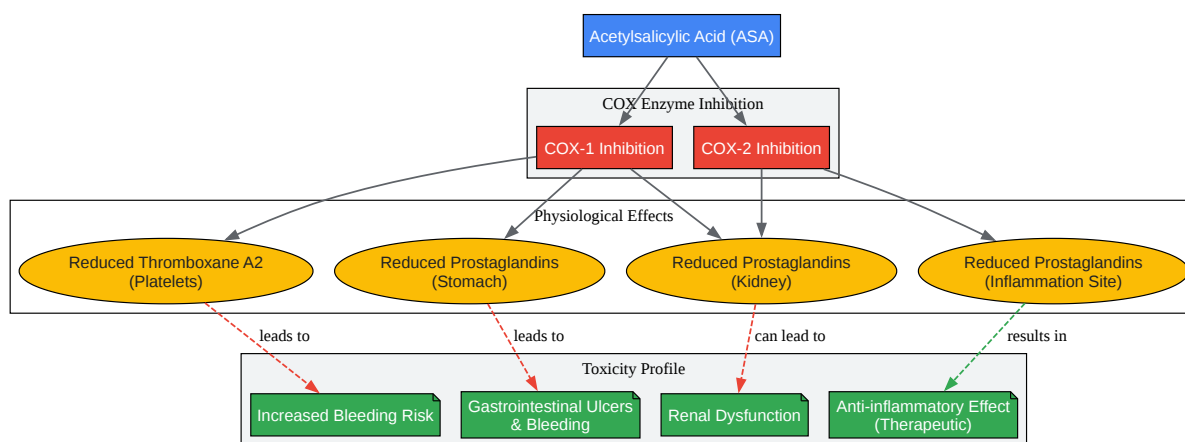 Acetylsalicylic Acid (ASA)
COX Enzyme Inhibition
COX-1 Inhibition
COX-2 Inhibition
Physiological Effects
Reduced Thromboxane A2
(Platelets)
Reduced Prostaglandins
(Stomach)
Reduced Prostaglandins
(Kidney)
Reduced Prostaglandins
(Inflammation Site)
leads to
leads to
can lead to
results in
Toxicity Profile
Increased Bleeding Risk
Gastrointestinal Ulcers
& Bleeding
Renal Dysfunction
Anti-inflammatory Effect
(Therapeutic)